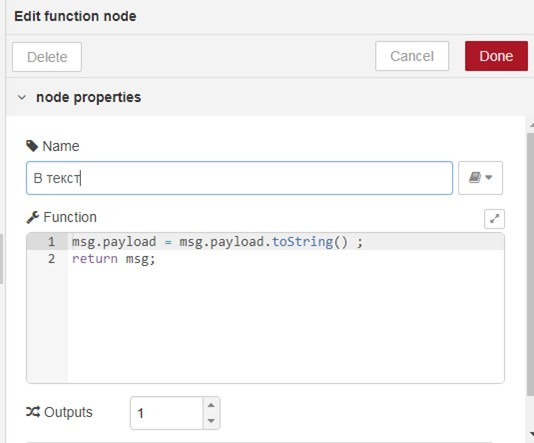 Edit function node
Delete Cancel Done
node properties
Name
В текст
Function
1 msg.payload = msg.payload.toString() ;
2 return msg;
Outputs 1